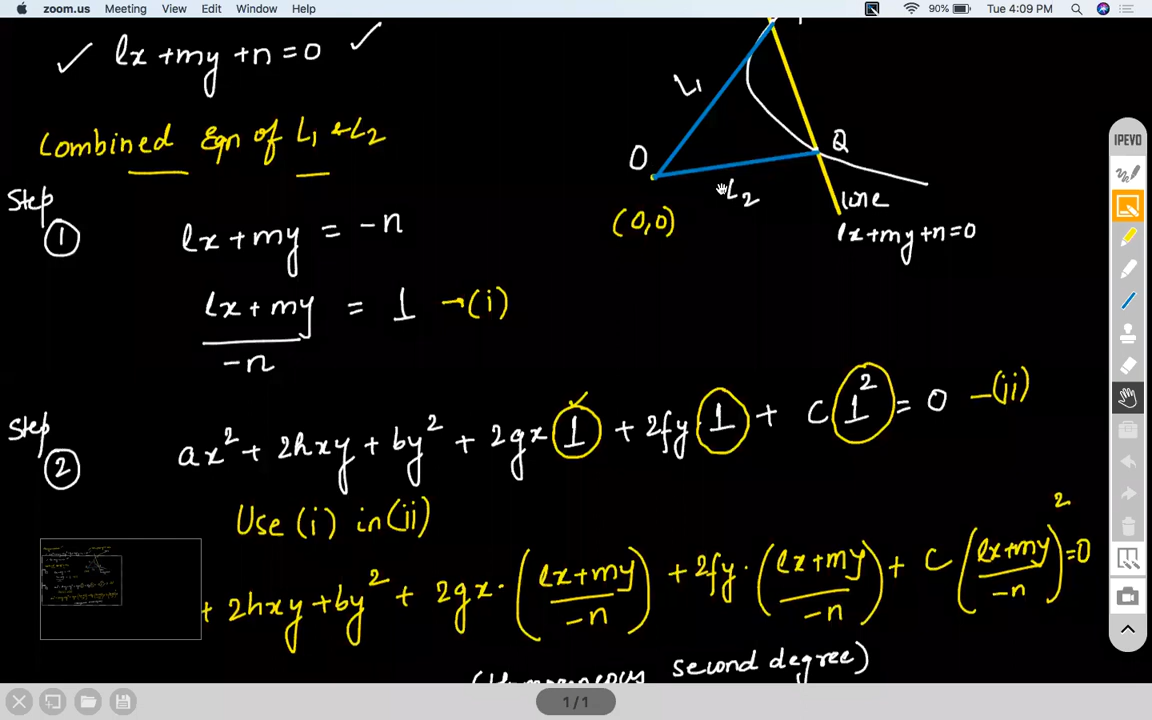 zoom.us Meeting View Edit Window Help 90% Tue 4:09 PM
lx + my + n = 0
Combined Eqn of L₁ & L₂
L₁
O
Q
L₂
(0,0)
line
lx+my+n=0
IPEVO
Step
①
lx + my = -n
(lx + my)/(-n) = 1 → (i)
Step
②
ax² + 2hxy + by² + 2gx 1 + 2fy 1 + c 1² = 0 - (ii)
Use (i) in (ii)
+ 2hxy + by² + 2gx · ((lx+my)/(-n)) + 2fy · ((lx+my)/(-n)) + c ((lx+my)/(-n))² = 0
(Homogeneous second degree)
1/1